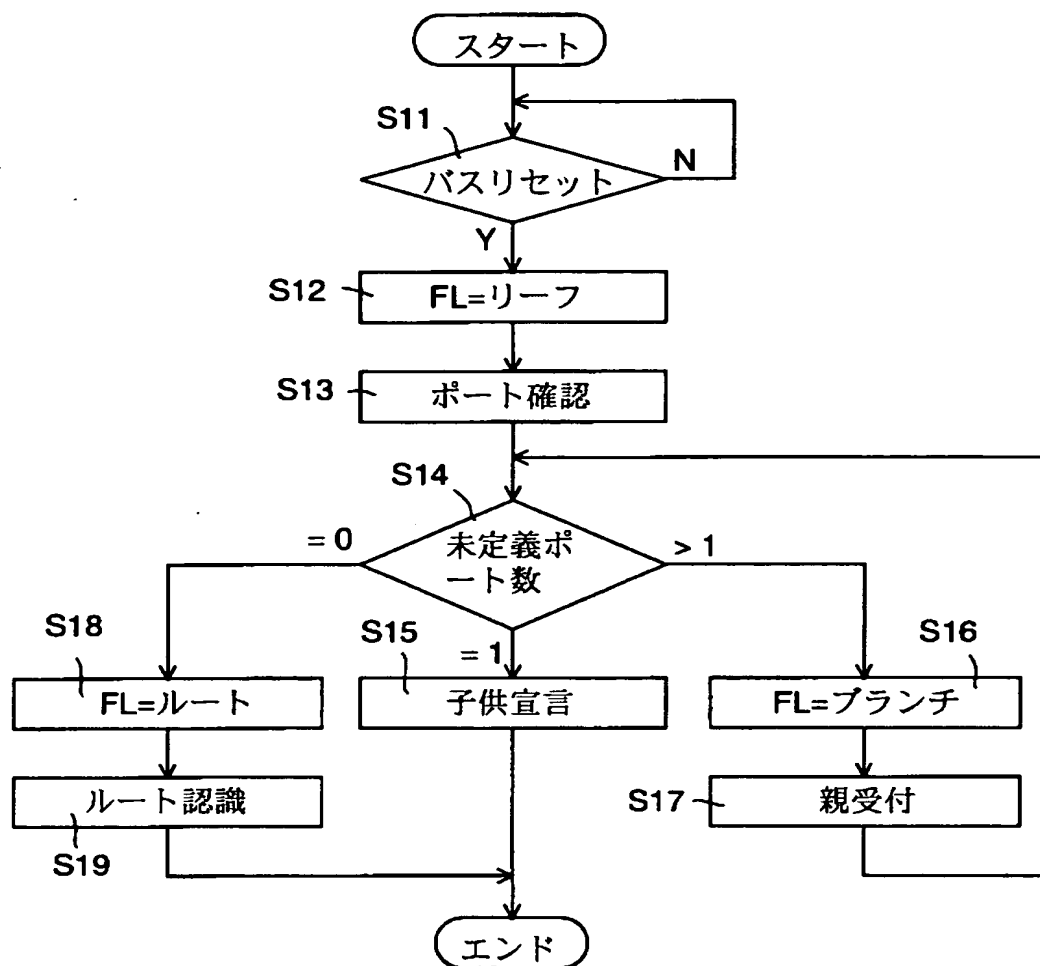 スタート
S11
バスリセット
N
Y
S12
FL=リーフ
S13
ポート確認
S14
未定義ポ
ート数
= 0
> 1
= 1
S18
S15
S16
FL=ルート
子供宣言
FL=ブランチ
ルート認識
S17
親受付
S19
エンド